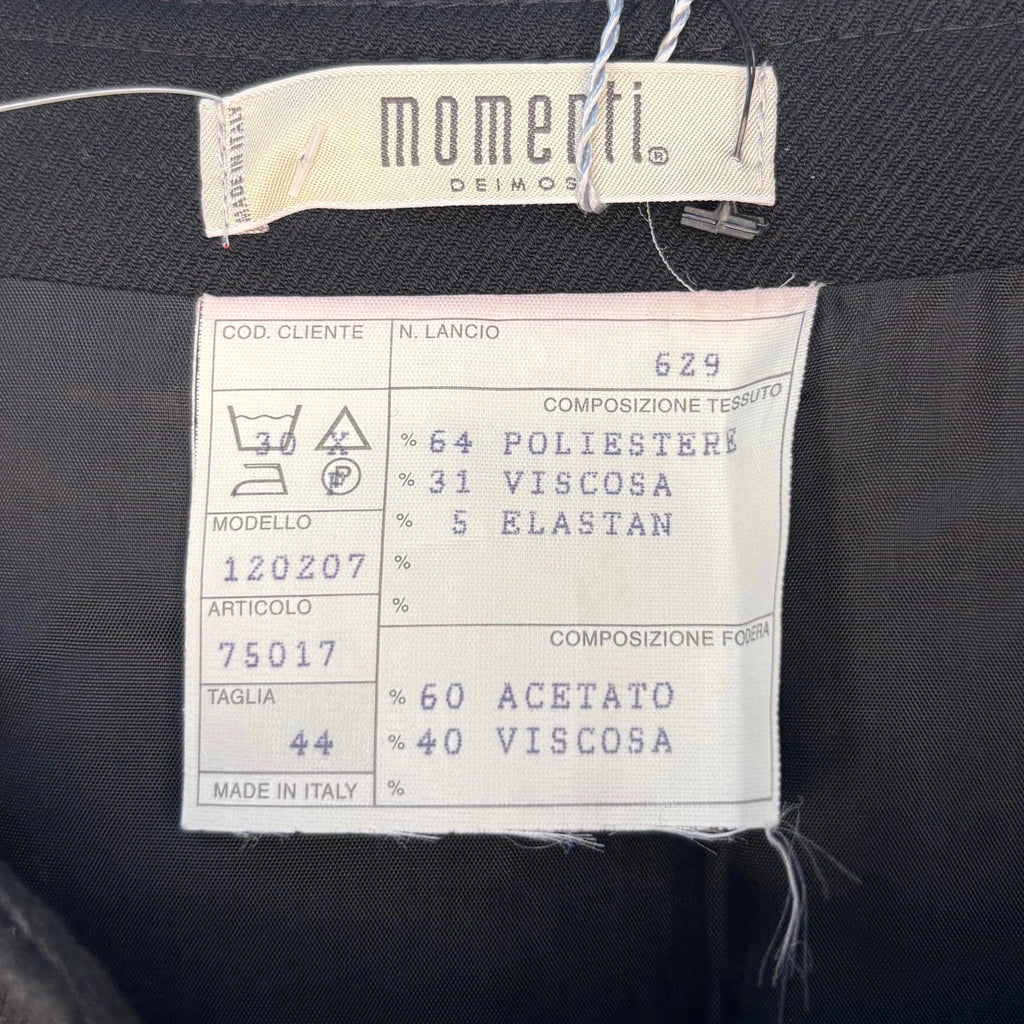 momenti®
DEIMOS
MADE IN ITALY
COD. CLIENTE
N. LANCIO
629
30 X
P
COMPOSIZIONE TESSUTO
% 64 POLIESTERE
% 31 VISCOSA
% 5 ELASTAN
%
%
MODELLO
120207
ARTICOLO
75017
TAGLIA
44
MADE IN ITALY
COMPOSIZIONE FODERA
% 60 ACETATO
% 40 VISCOSA
%